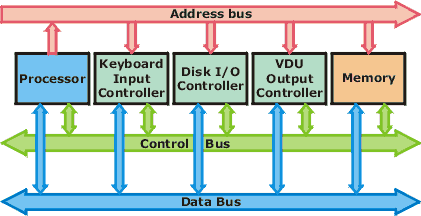 Address bus
Processor
Keyboard
Input
Controller
Disk I/O
Controller
VDU
Output
Controller
Memory
Control Bus
Data Bus